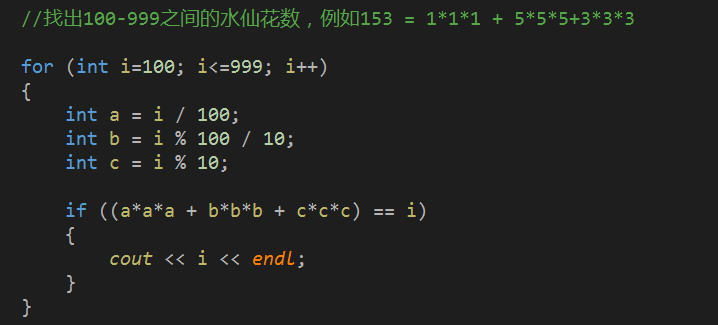 //找出100-999之间的水仙花数，例如153 = 1*1*1 + 5*5*5+3*3*3
for (int i=100; i<=999; i++)
{
int a = i / 100;
int b = i % 100 / 10;
int c = i % 10;
if ((a*a*a + b*b*b + c*c*c) == i)
{
cout << i << endl;
}
}